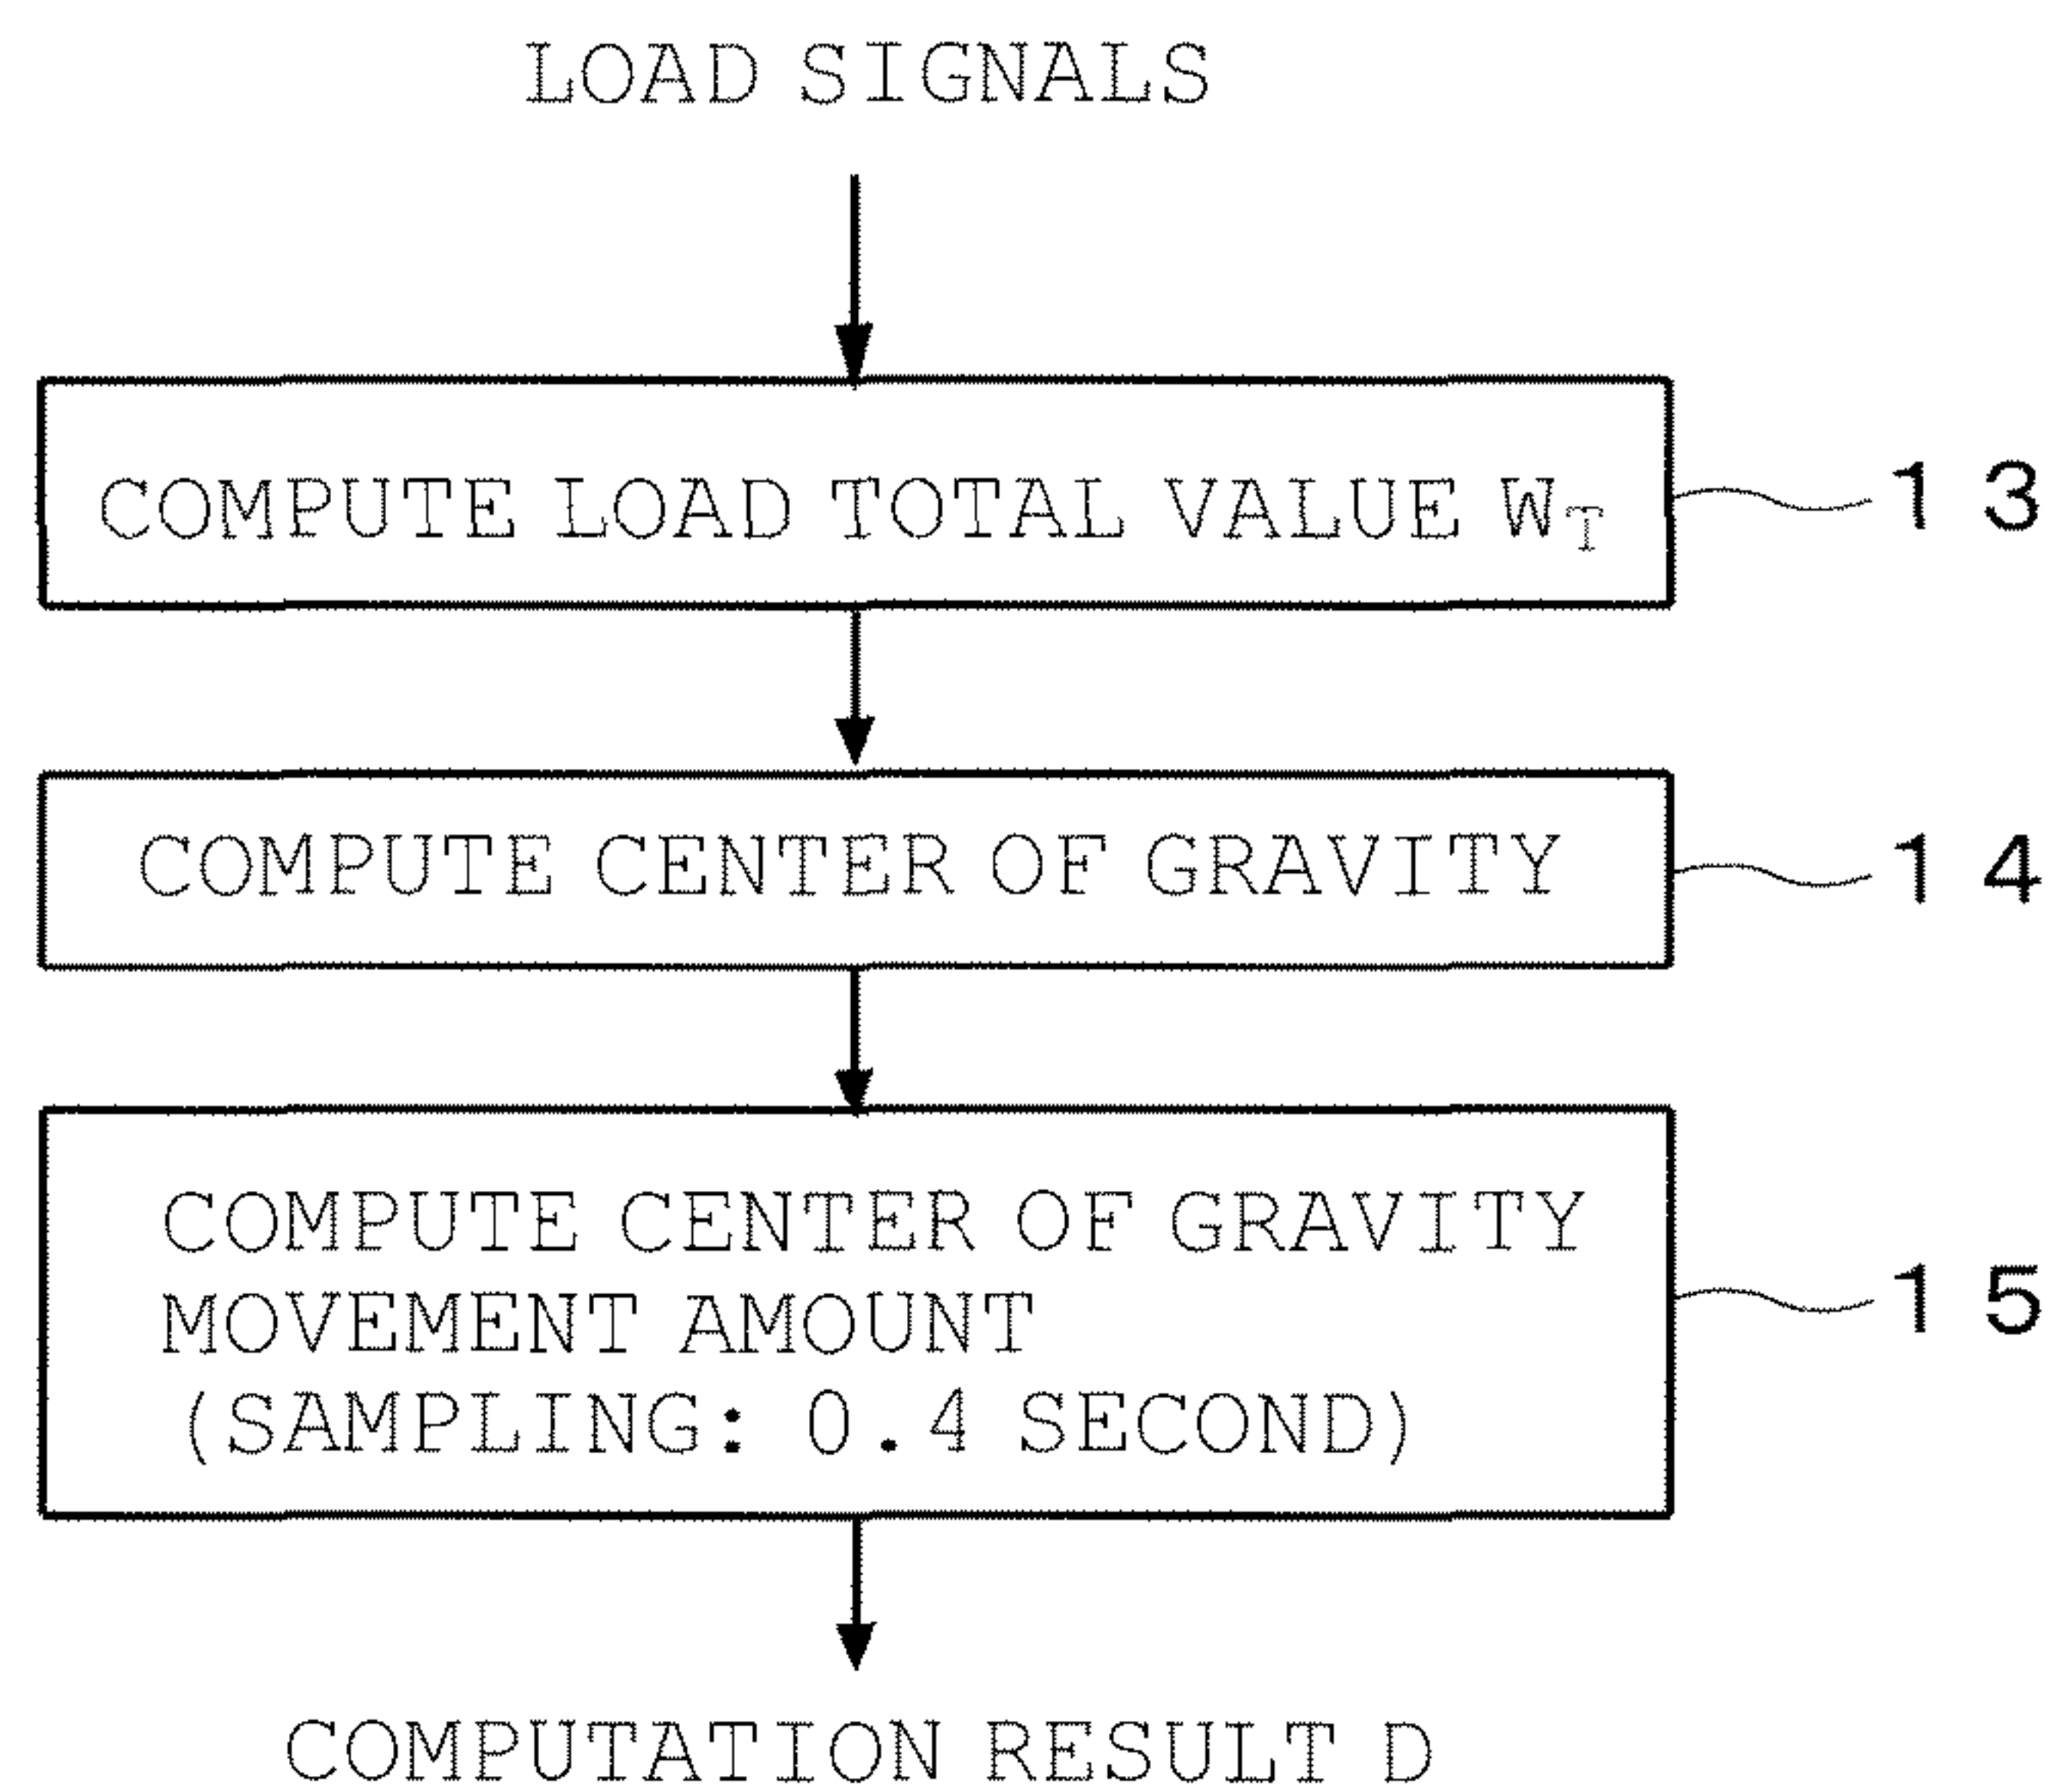 LOAD SIGNALS
COMPUTE LOAD TOTAL VALUE W_T 13
COMPUTE CENTER OF GRAVITY 14
COMPUTE CENTER OF GRAVITY
MOVEMENT AMOUNT
(SAMPLING: 0.4 SECOND)
15
COMPUTATION RESULT D